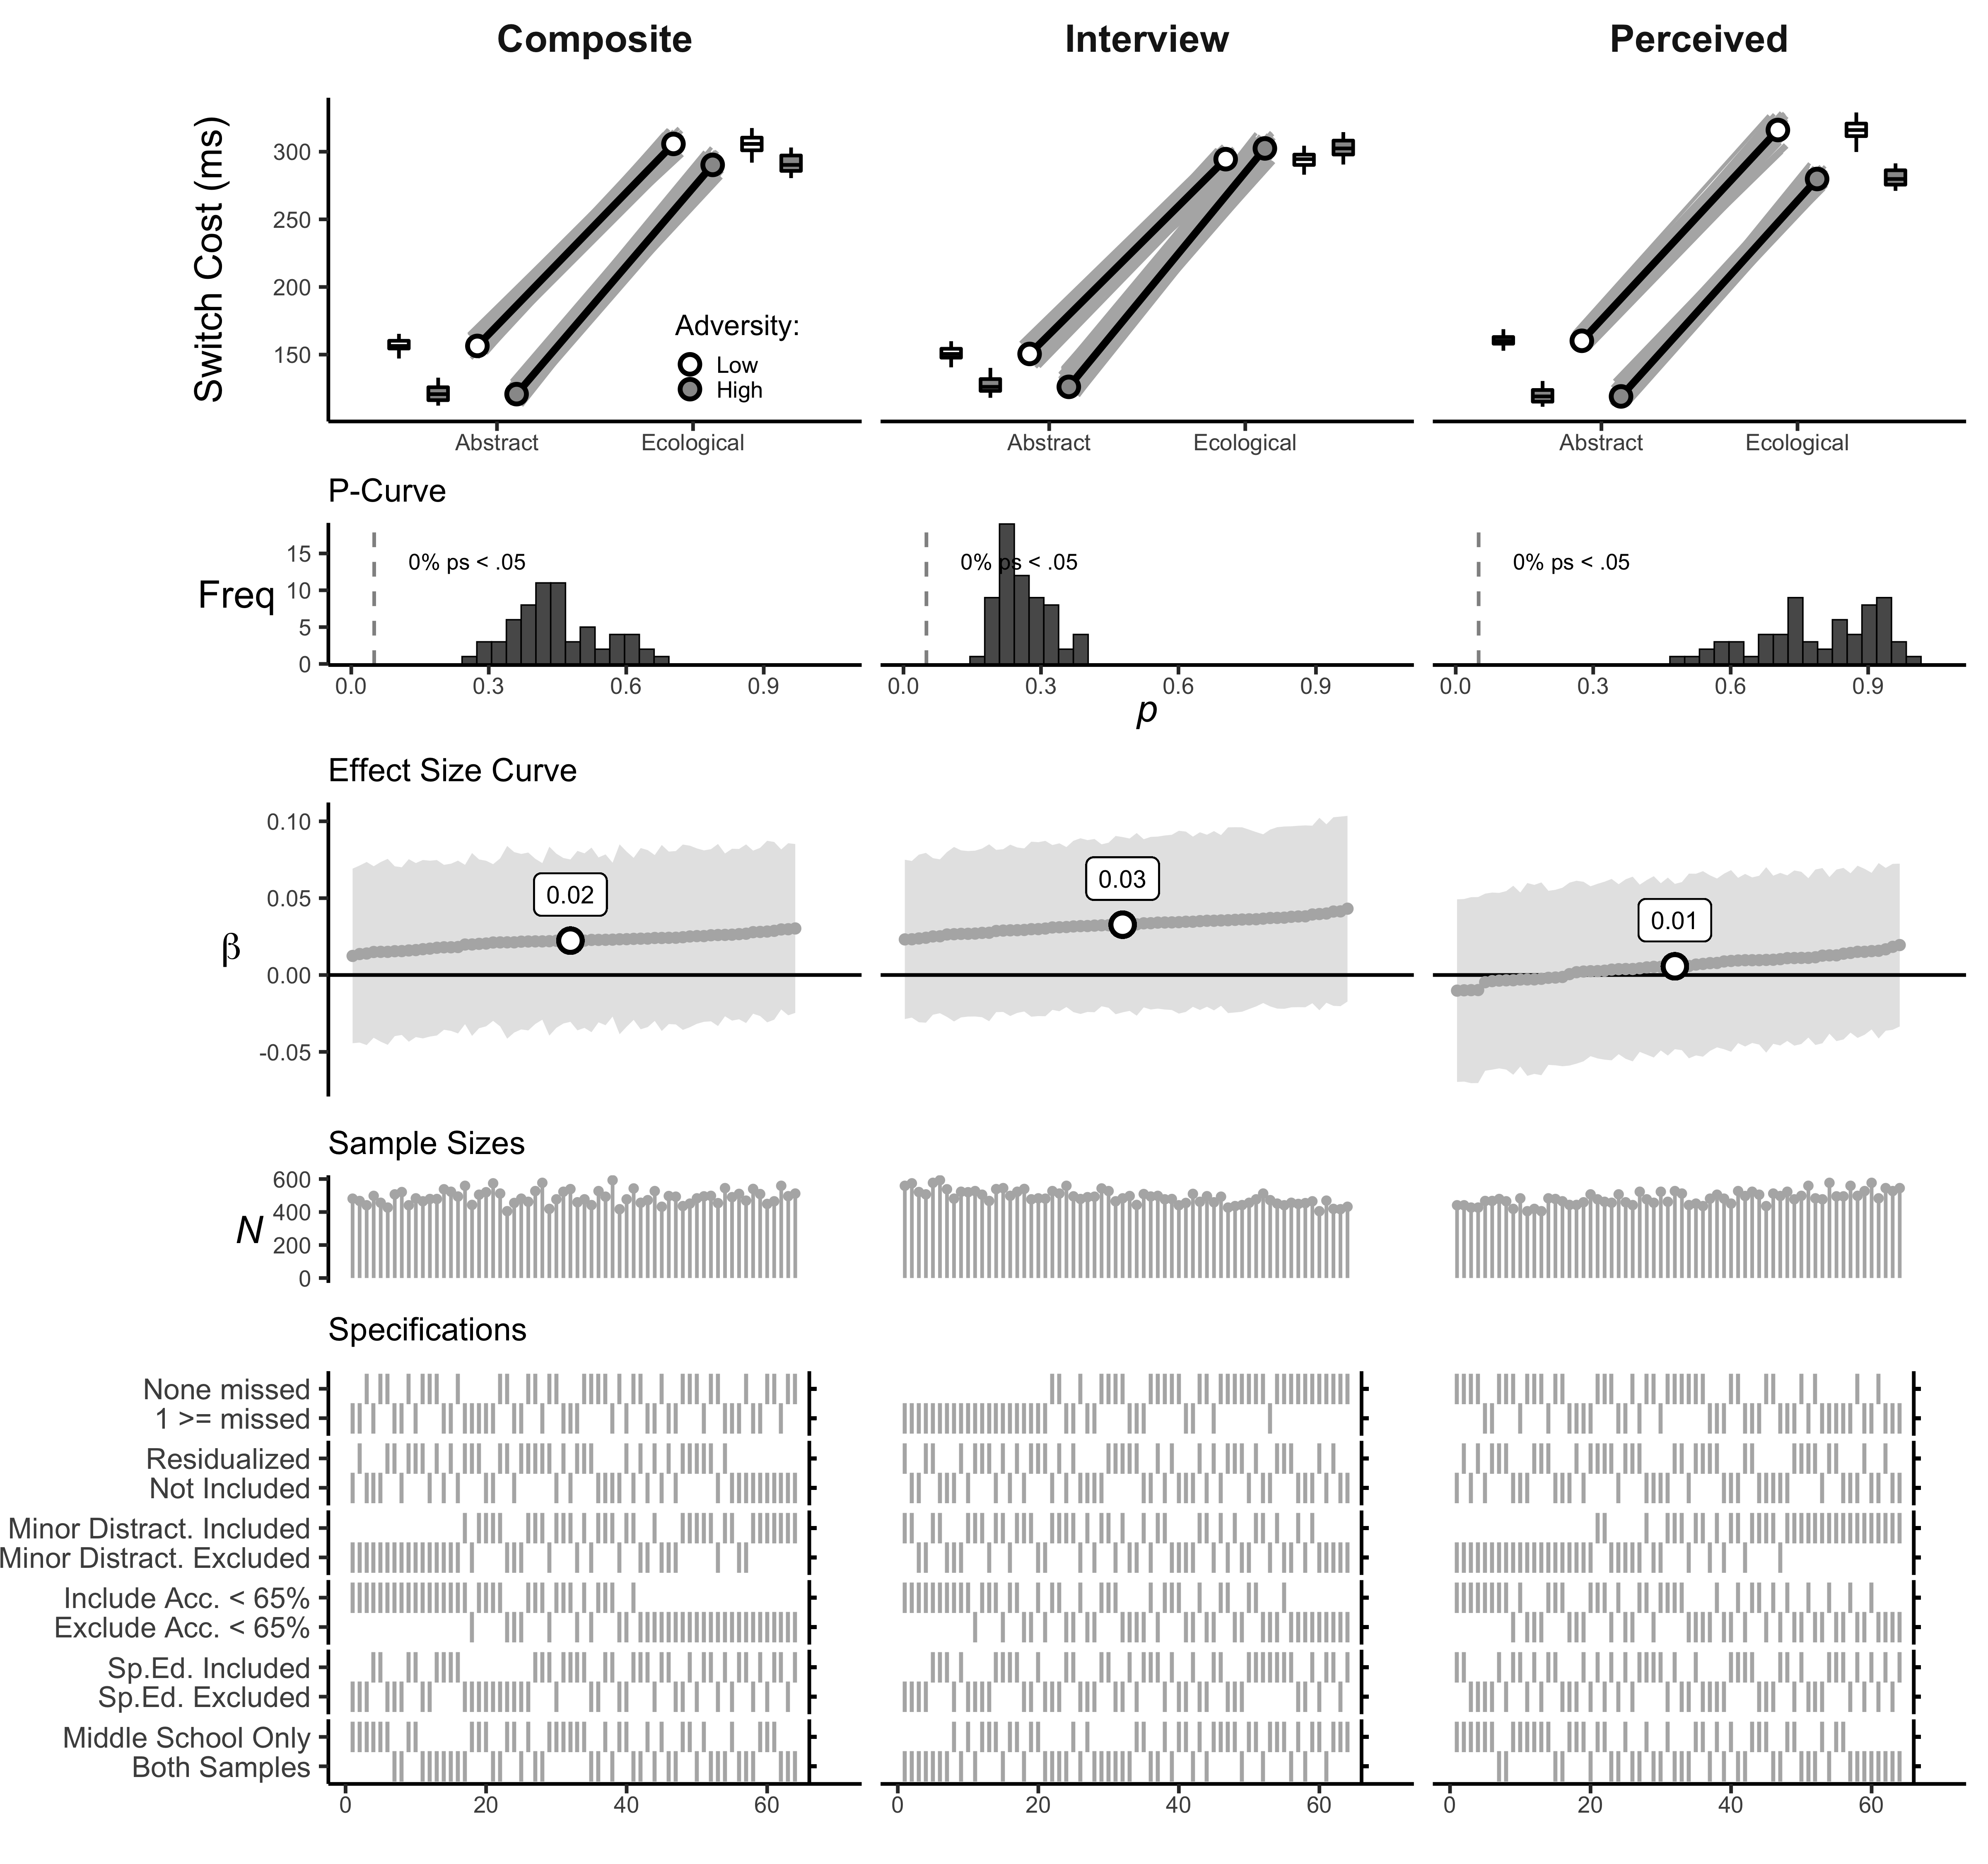 Composite Interview Perceived
Switch Cost (ms)
300
250
200
150
Adversity:
Low
High
Abstract Ecological Abstract Ecological Abstract Ecological
P-Curve
Freq
15
10
5
0
0% ps < .05 0% ps < .05 0% ps < .05
0.0 0.3 0.6 0.9 0.0 0.3 0.6 0.9 0.0 0.3 0.6 0.9
p
Effect Size Curve
β
0.10
0.05
0.00
-0.05
0.02 0.03 0.01
Sample Sizes
N
600
400
200
0
Specifications
None missed
1 >= missed
Residualized
Not Included
Minor Distract. Included
Minor Distract. Excluded
Include Acc. < 65%
Exclude Acc. < 65%
Sp.Ed. Included
Sp.Ed. Excluded
Middle School Only
Both Samples
0 20 40 60 0 20 40 60 0 20 40 60